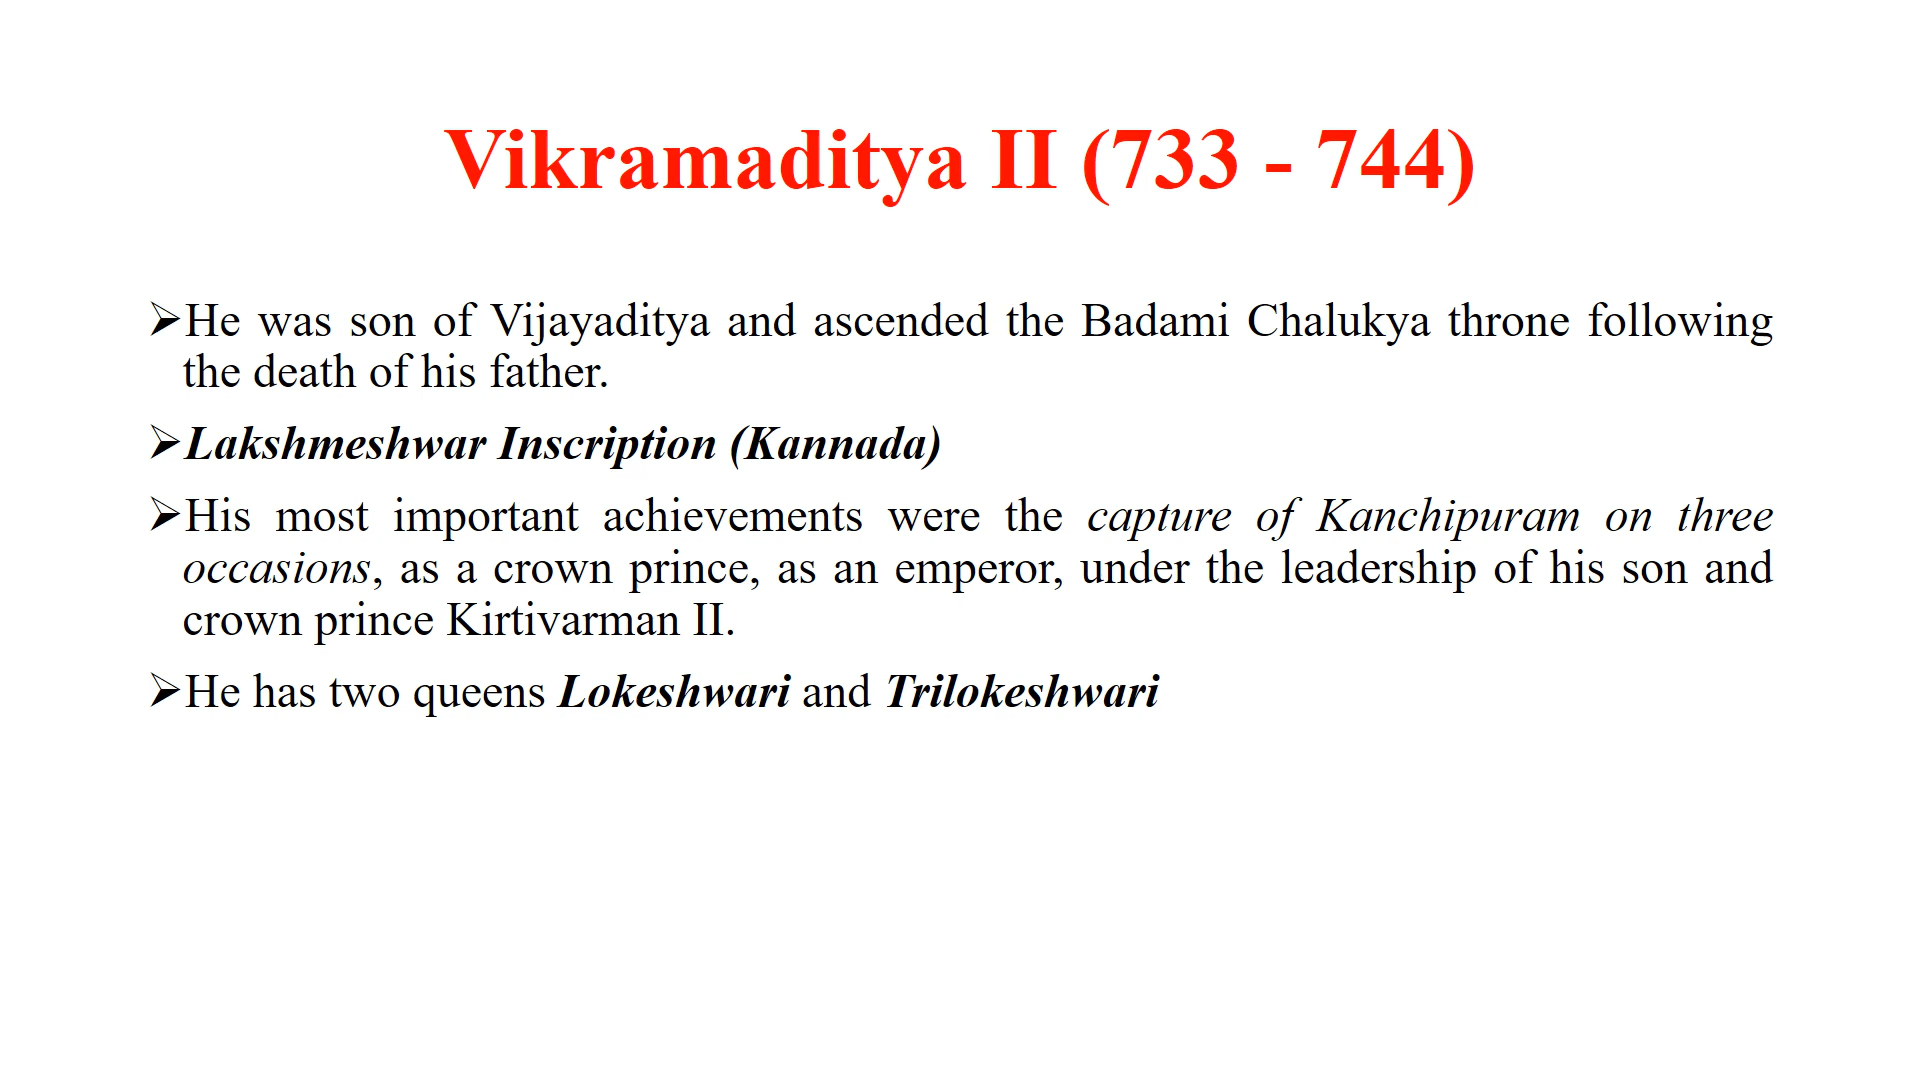 Vikramaditya II (733 - 744)
➢He was son of Vijayaditya and ascended the Badami Chalukya throne following
the death of his father.
➢Lakshmeshwar Inscription (Kannada)
➢His most important achievements were the capture of Kanchipuram on three
occasions, as a crown prince, as an emperor, under the leadership of his son and
crown prince Kirtivarman II.
➢He has two queens Lokeshwari and Trilokeshwari